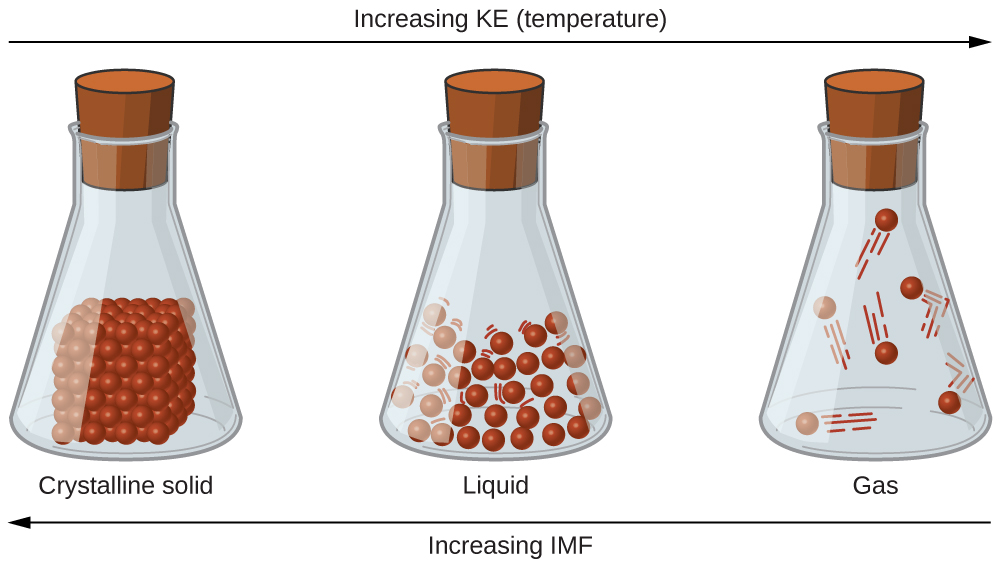 Increasing KE (temperature)
Crystalline solid
Liquid
Gas
Increasing IMF